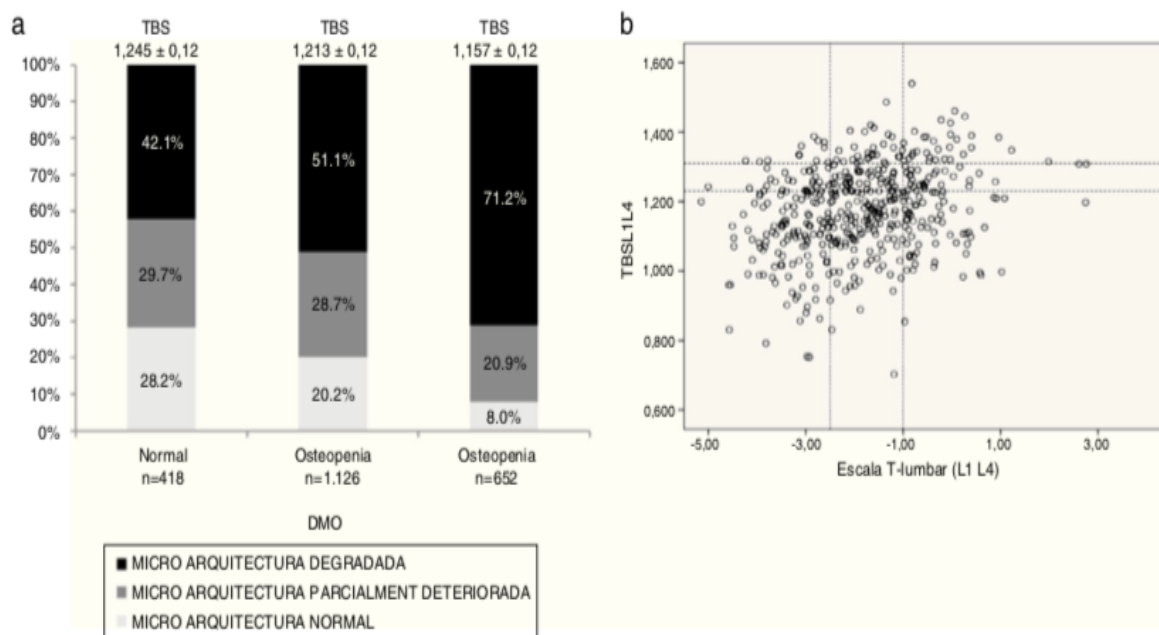 a
TBS TBS TBS
1,245 ± 0,12 1,213 ± 0,12 1,157 ± 0,12
100%
90%
80%
70%
60%
50%
40%
30%
20%
10%
0%
42.1%
29.7%
28.2%
51.1%
28.7%
20.2%
71.2%
20.9%
8.0%
Normal Osteopenia Osteopenia
n=418 n=1.126 n=652
DMO
MICRO ARQUITECTURA DEGRADADA
MICRO ARQUITECTURA PARCIALMENT DETERIORADA
MICRO ARQUITECTURA NORMAL
b
TBSL1L4
1,600
1,400
1,200
1,000
0,800
0,600
-5,00 -3,00 -1,00 1,00 3,00
Escala T-lumbar (L1 L4)